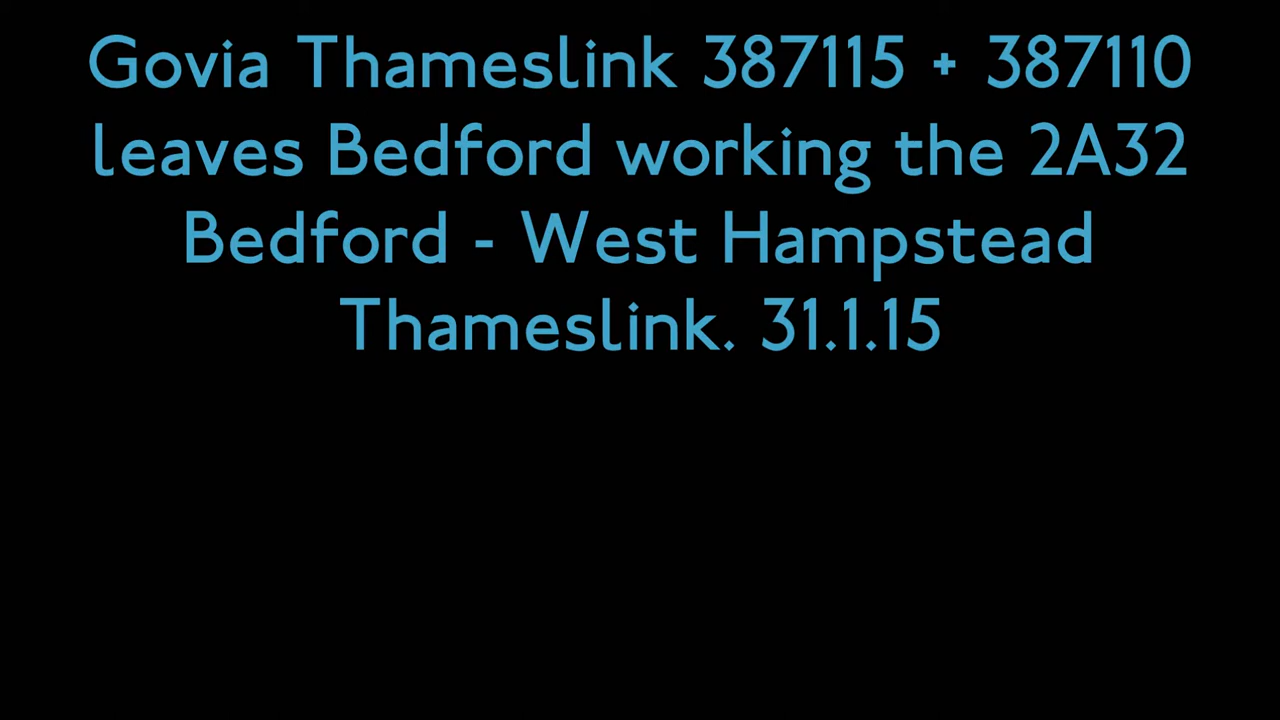 Govia Thameslink 387115 + 387110
leaves Bedford working the 2A32
Bedford - West Hampstead
Thameslink. 31.1.15